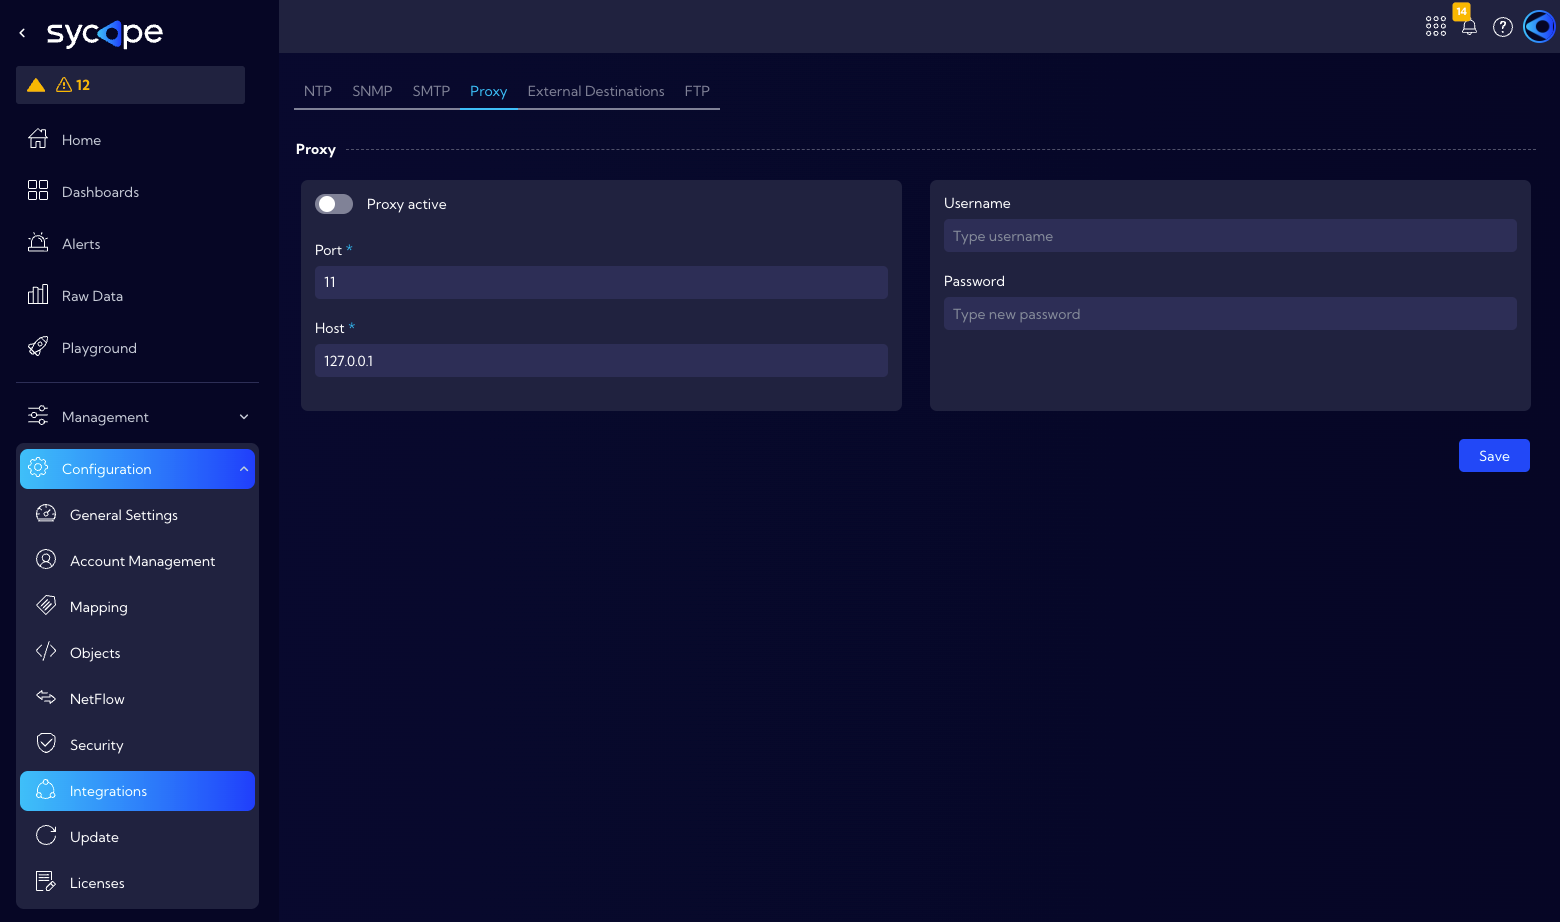 sycope
14
12
Home
Dashboards
Alerts
Raw Data
Playground
Management
Configuration
General Settings
Account Management
Mapping
Objects
NetFlow
Security
Integrations
Update
Licenses
NTP SNMP SMTP Proxy External Destinations FTP
Proxy
Proxy active
Port *
11
Host *
127.0.0.1
Username
Type username
Password
Type new password
Save